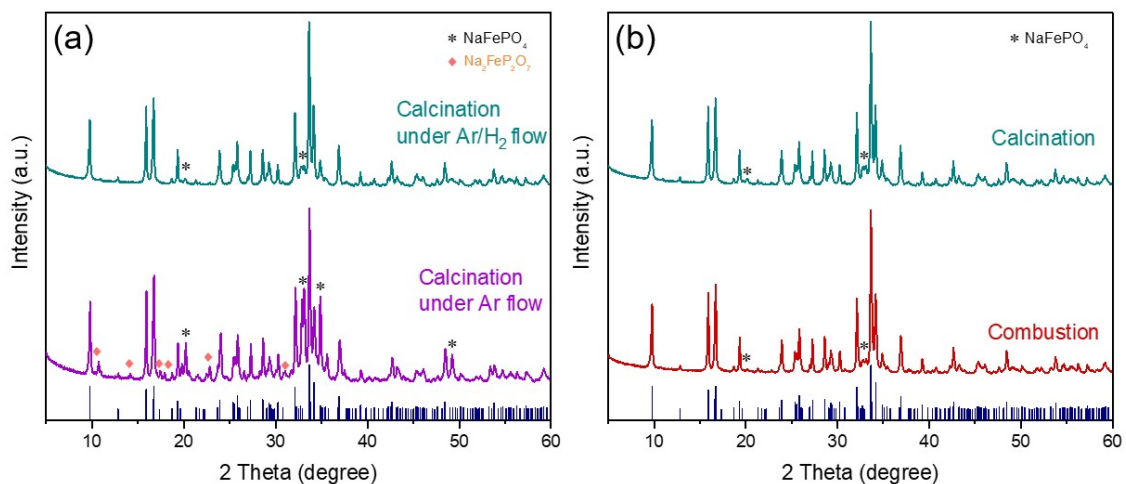 (a)
* NaFePO₄
◆ Na₂FeP₂O₇
Calcination
under Ar/H₂ flow
*
*
Calcination
under Ar flow
*
*
*
*
Intensity (a.u.)
10 20 30 40 50 60
2 Theta (degree)
(b)
* NaFePO₄
Calcination
*
*
Combustion
*
*
Intensity (a.u.)
10 20 30 40 50 60
2 Theta (degree)